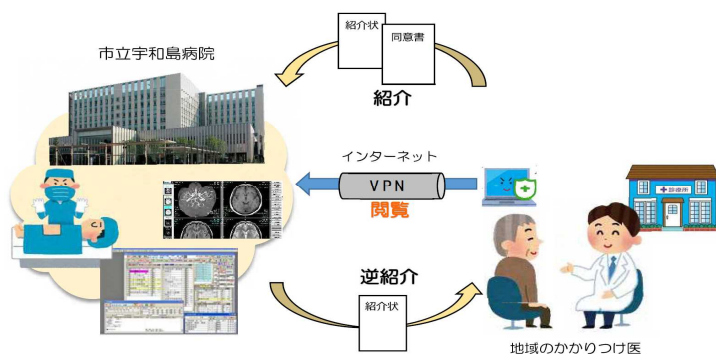 紹介状
同意書
市立宇和島病院
紹介
インターネット
VPN
閲覧
診療所
逆紹介
紹介状
地域のかかりつけ医